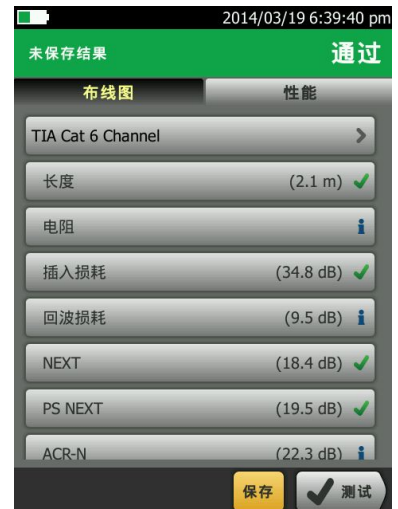 2014/03/19 6:39:40 pm
未保存结果 通过
布线图 性能
TIA Cat 6 Channel
长度 (2.1 m)
电阻
插入损耗 (34.8 dB)
回波损耗 (9.5 dB)
NEXT (18.4 dB)
PS NEXT (19.5 dB)
ACR-N (22.3 dB)
保存 测试